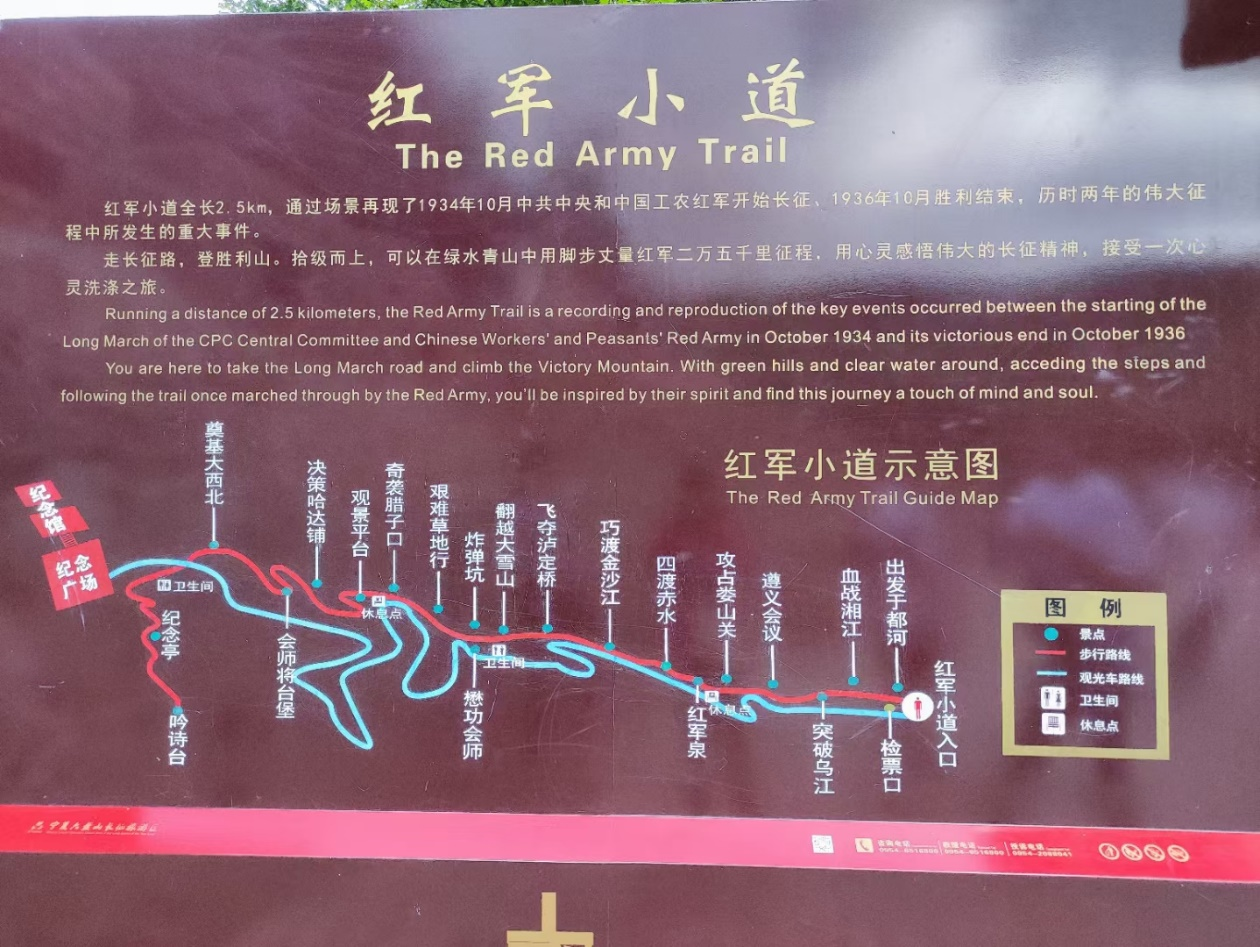 红军小道
The Red Army Trail
红军小道全长2.5km，通过场景再现了1934年10月中共中央和中国工农红军开始长征、1936年10月胜利结束，历时两年的伟大征
程中所发生的重大事件。
走长征路，登胜利山。拾级而上，可以在绿水青山中用脚步丈量红军二万五千里征程，用心灵感悟伟大的长征精神，接受一次心
灵洗涤之旅。
Running a distance of 2.5 kilometers, the Red Army Trail is a recording and reproduction of the key events occurred between the starting of the
Long March of the CPC Central Committee and Chinese Workers' and Peasants' Red Army in October 1934 and its victorious end in October 1936
You are here to take the Long March road and climb the Victory Mountain. With green hills and clear water around, acceding the steps and
following the trail once marched through by the Red Army, you'll be inspired by their spirit and find this journey a touch of mind and soul.
红军小道示意图
The Red Army Trail Guide Map
纪念馆
纪念
广场
奠基大西北
决策哈达铺
观景平台
奇袭腊子口
艰难草地行
炸弹坑
翻越大雪山
飞夺泸定桥
巧渡金沙江
四渡赤水
攻占娄山关
遵义会议
血战湘江
出发于都河
卫生间
休息点
纪念亭
吟诗台
会师将台堡
卫生间
懋功会师
红军泉
休息点
突破乌江
检票口
红军小道入口
图 例
景点
步行路线
观光车路线
卫生间
休息点
宁夏六盘山长征旅游区